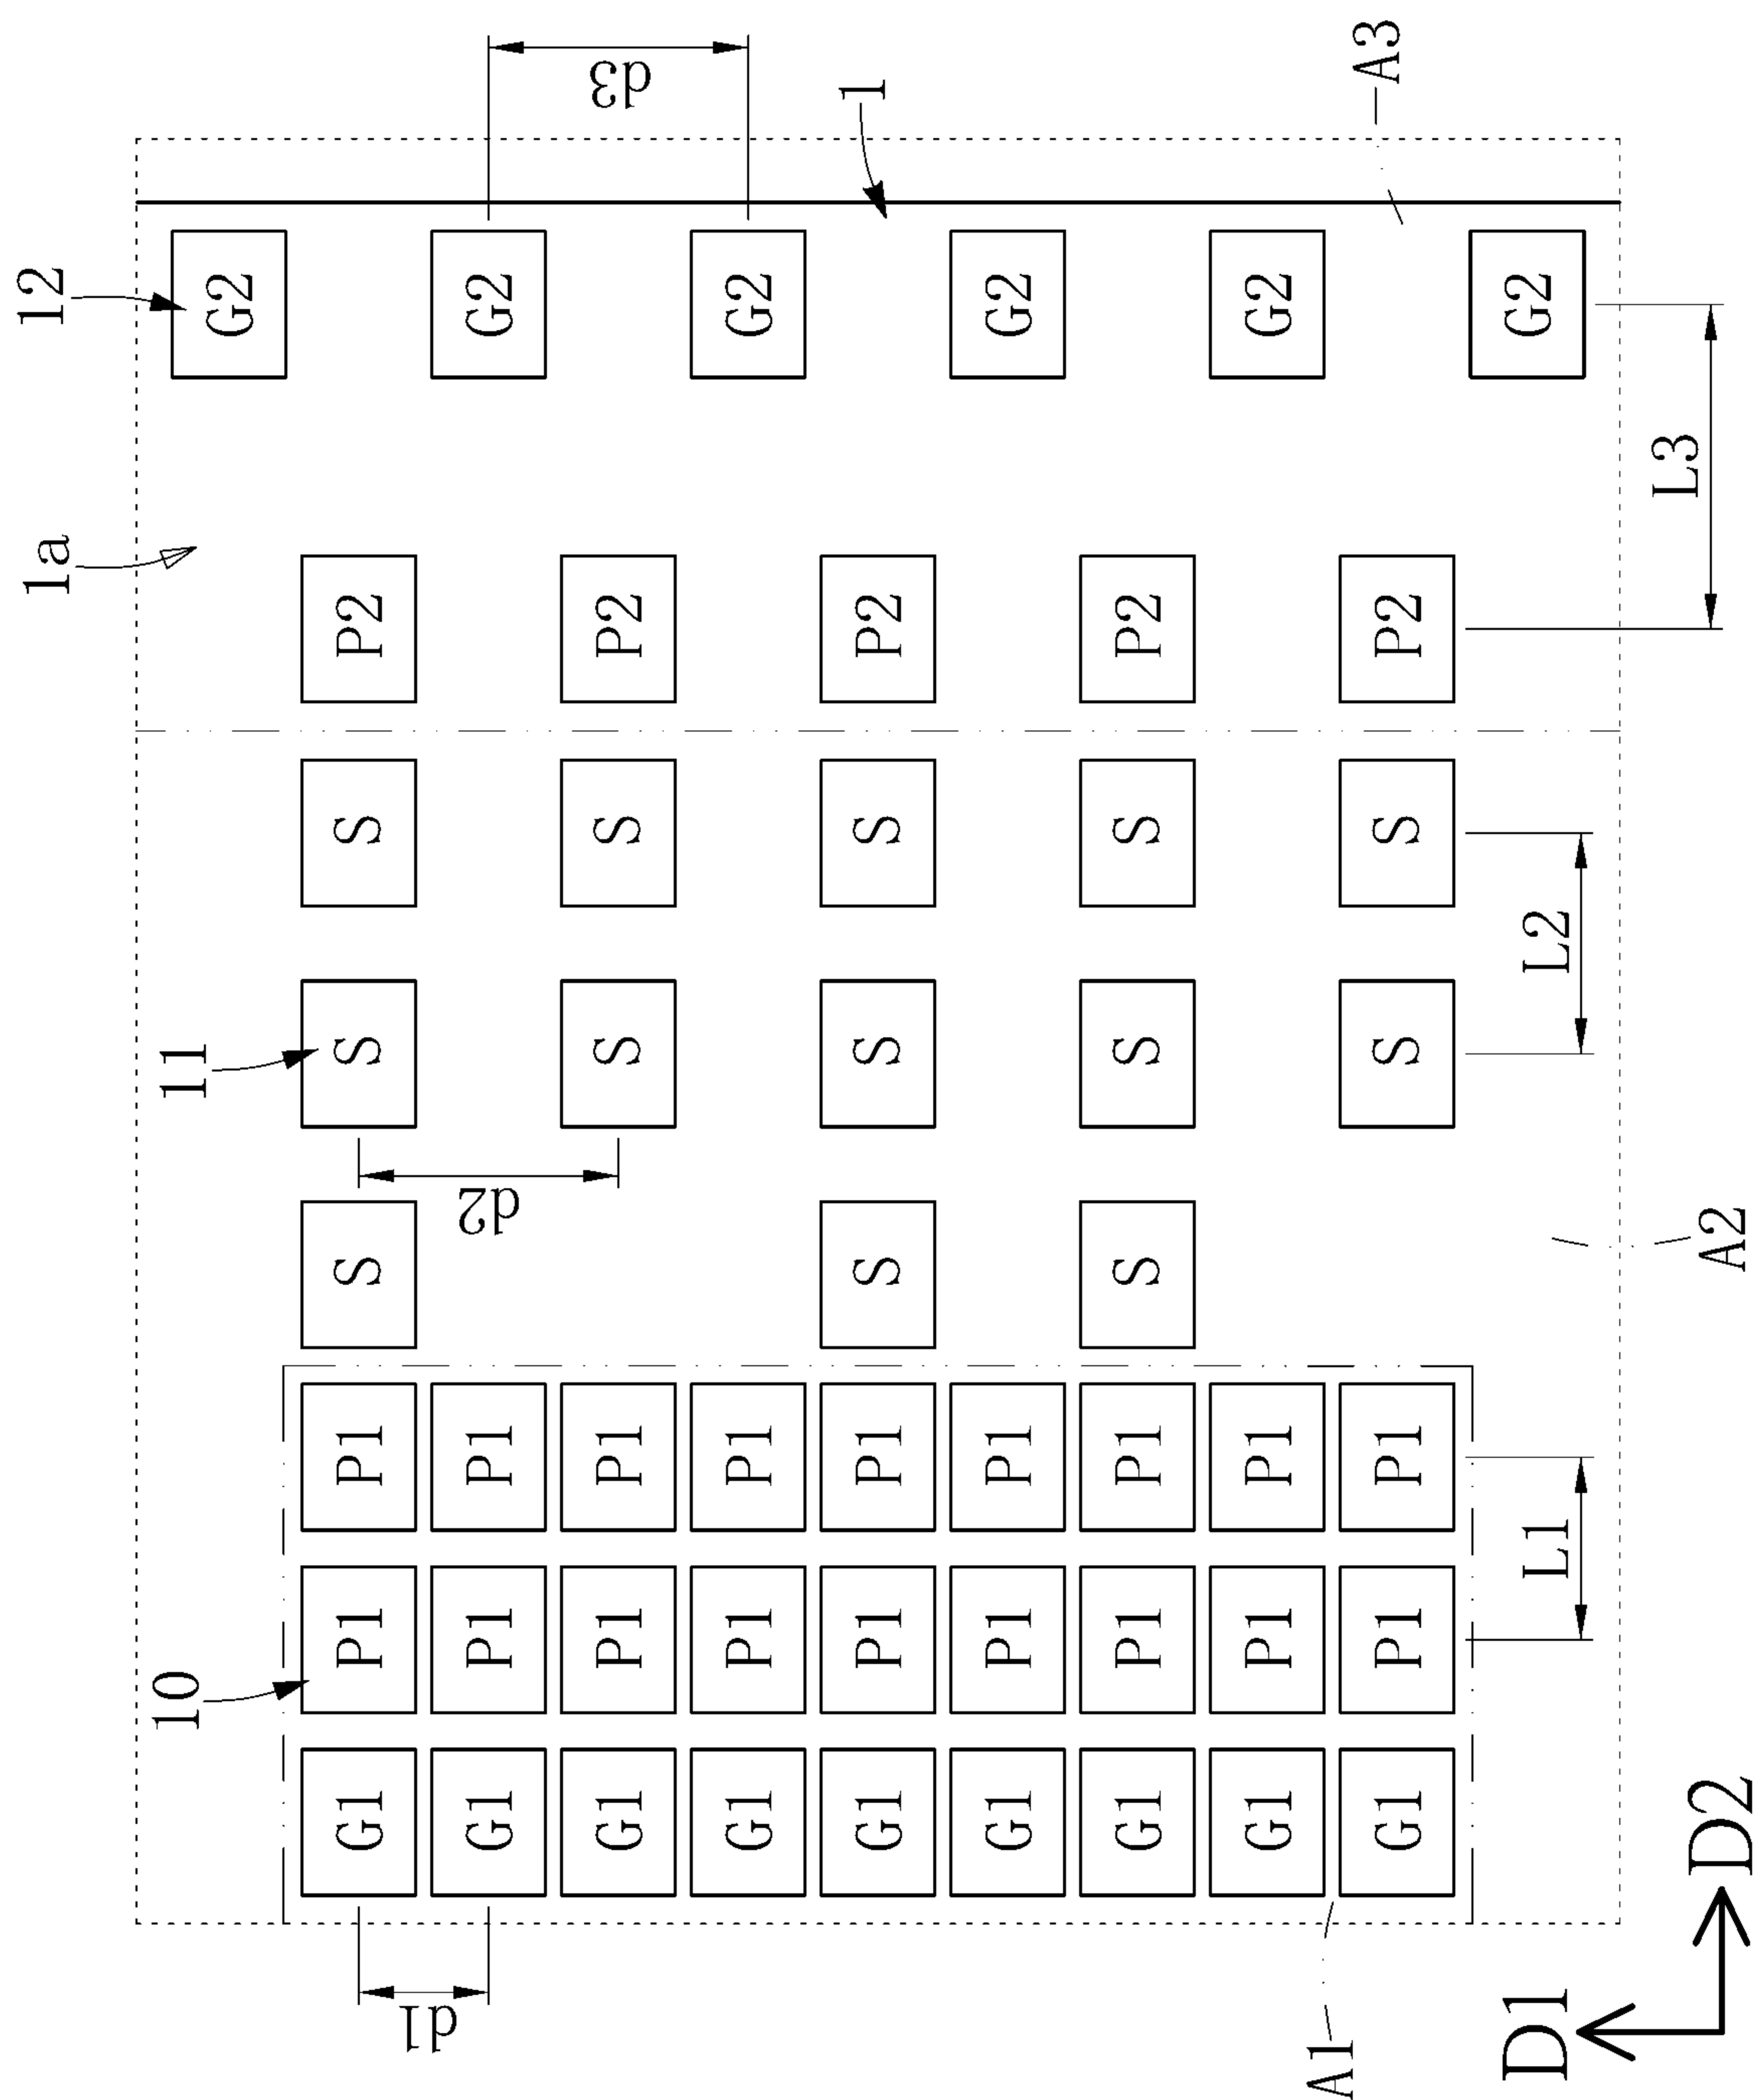 d3
1
A3
12
G2 G2 G2 G2 G2 G2
L3
1a
P2 P2 P2 P2 P2
S S S S S
L2
11
S S S S S
d2
S S S
A2
P1 P1 P1 P1 P1 P1 P1 P1 P1
L1
10
P1 P1 P1 P1 P1 P1 P1 P1 P1
G1 G1 G1 G1 G1 G1 G1 G1 G1
D2
d1
D1
A1